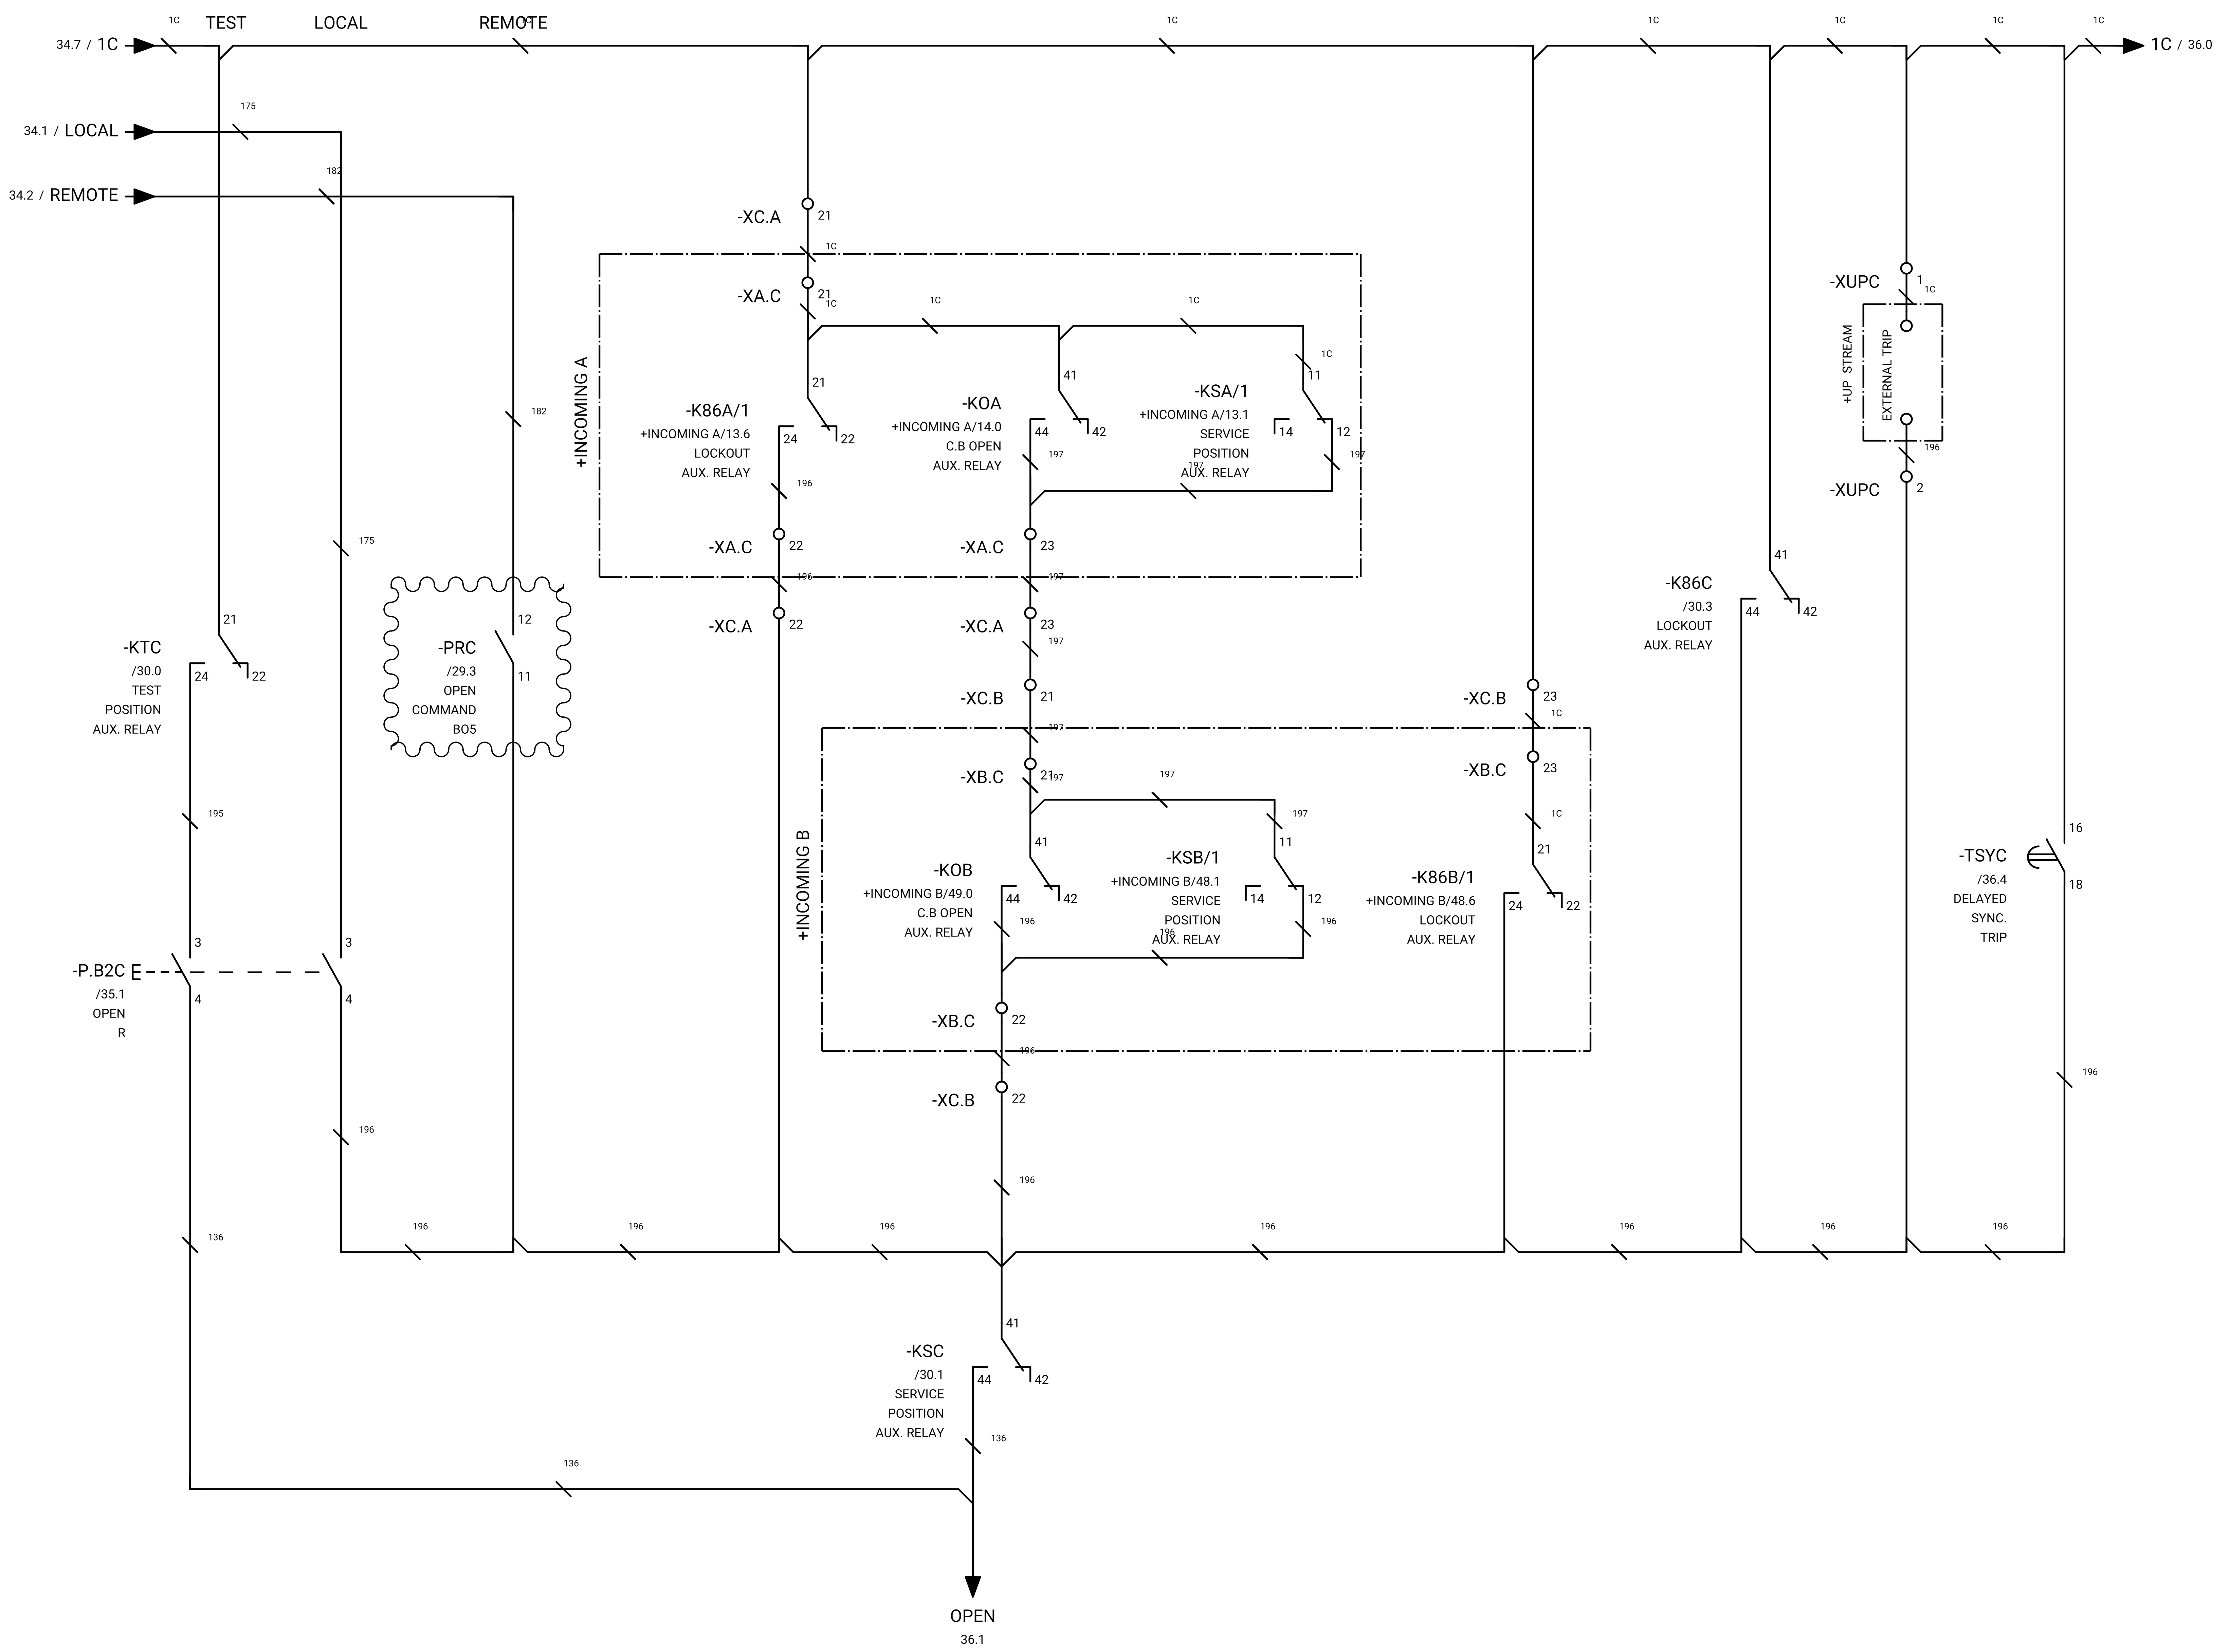 1C TEST LOCAL REMOTE 1C 1C 1C 1C 1C 1C
34.7 / 1C
1C / 36.0
175
34.1 / LOCAL
182
34.2 / REMOTE
-XC.A 21
1C
-XA.C 21
1C
1C
1C
1C
+INCOMING A
21
-K86A/1
+INCOMING A/13.6
LOCKOUT
AUX. RELAY
24 22
196
41
-KOA
+INCOMING A/14.0
C.B OPEN
AUX. RELAY
44 42
197
11
-KSA/1
+INCOMING A/13.1
SERVICE
POSITION
AUX. RELAY
14 12
197
197
-XA.C 22
-XA.C 23
196
197
-XC.A 22
-XC.A 23
197
182
175
-XUPC 1
1C
+UP STREAM
EXTERNAL TRIP
196
-XUPC 2
41
-K86C
/30.3
LOCKOUT
AUX. RELAY
44 42
21
-KTC
/30.0
TEST
POSITION
AUX. RELAY
24 22
195
12
-PRC
/29.3
OPEN
COMMAND
BO5
11
-XC.B 21
197
-XB.C 21
197
197
197
-XC.B 23
1C
-XB.C 23
1C
+INCOMING B
41
-KOB
+INCOMING B/49.0
C.B OPEN
AUX. RELAY
44 42
196
11
-KSB/1
+INCOMING B/48.1
SERVICE
POSITION
AUX. RELAY
14 12
196
196
21
-K86B/1
+INCOMING B/48.6
LOCKOUT
AUX. RELAY
24 22
16
-TSYC
/36.4
DELAYED
SYNC.
TRIP
18
196
3
-P.B2C
/35.1
OPEN
R
4
3
4
-XB.C 22
196
-XC.B 22
196
196
136
196 196 196 196 196 196 196
41
-KSC
/30.1
SERVICE
POSITION
AUX. RELAY
44 42
136
136
OPEN
36.1